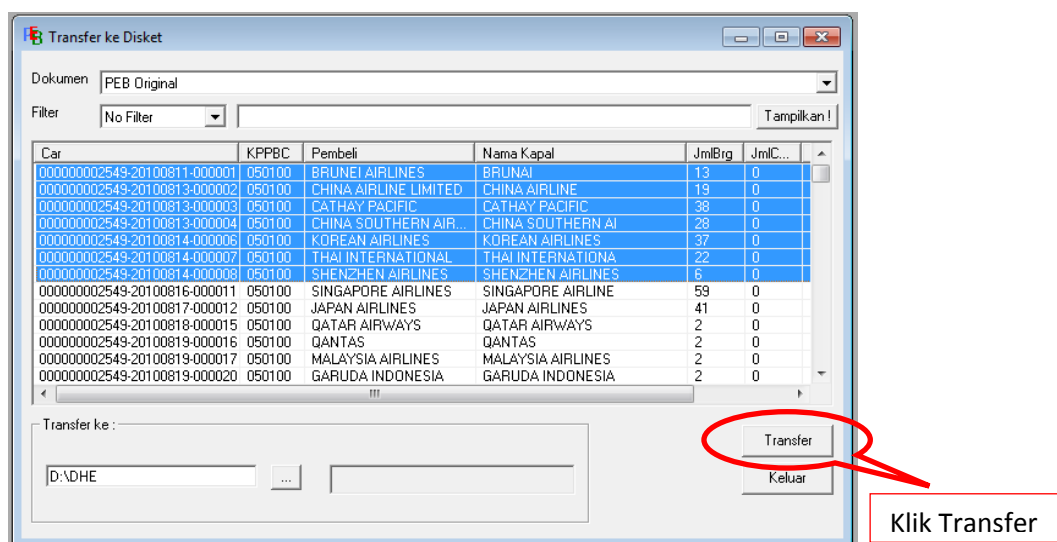 PEB Transfer ke Disket
Dokumen PEB Original
Filter No Filter Tampilkan !
Car KPPBC Pembeli Nama Kapal JmlBrg JmlC...
000000002549-20100811-000001 050100 BRUNEI AIRLINES BRUNAI 13 0
000000002549-20100813-000002 050100 CHINA AIRLINE LIMITED CHINA AIRLINE 19 0
000000002549-20100813-000003 050100 CATHAY PACIFIC CATHAY PACIFIC 38 0
000000002549-20100813-000004 050100 CHINA SOUTHERN AIR... CHINA SOUTHERN AI 28 0
000000002549-20100814-000006 050100 KOREAN AIRLINES KOREAN AIRLINES 37 0
000000002549-20100814-000007 050100 THAI INTERNATIONAL THAI INTERNATIONA 22 0
000000002549-20100814-000008 050100 SHENZHEN AIRLINES SHENZHEN AIRLINES 6 0
000000002549-20100816-000011 050100 SINGAPORE AIRLINES SINGAPORE AIRLINE 59 0
000000002549-20100817-000012 050100 JAPAN AIRLINES JAPAN AIRLINES 41 0
000000002549-20100818-000015 050100 QATAR AIRWAYS QATAR AIRWAYS 2 0
000000002549-20100819-000016 050100 QANTAS QANTAS 2 0
000000002549-20100819-000017 050100 MALAYSIA AIRLINES MALAYSIA AIRLINES 2 0
000000002549-20100819-000020 050100 GARUDA INDONESIA GARUDA INDONESIA 2 0
Transfer ke :
Transfer
D:\DHE ... Keluar
Klik Transfer